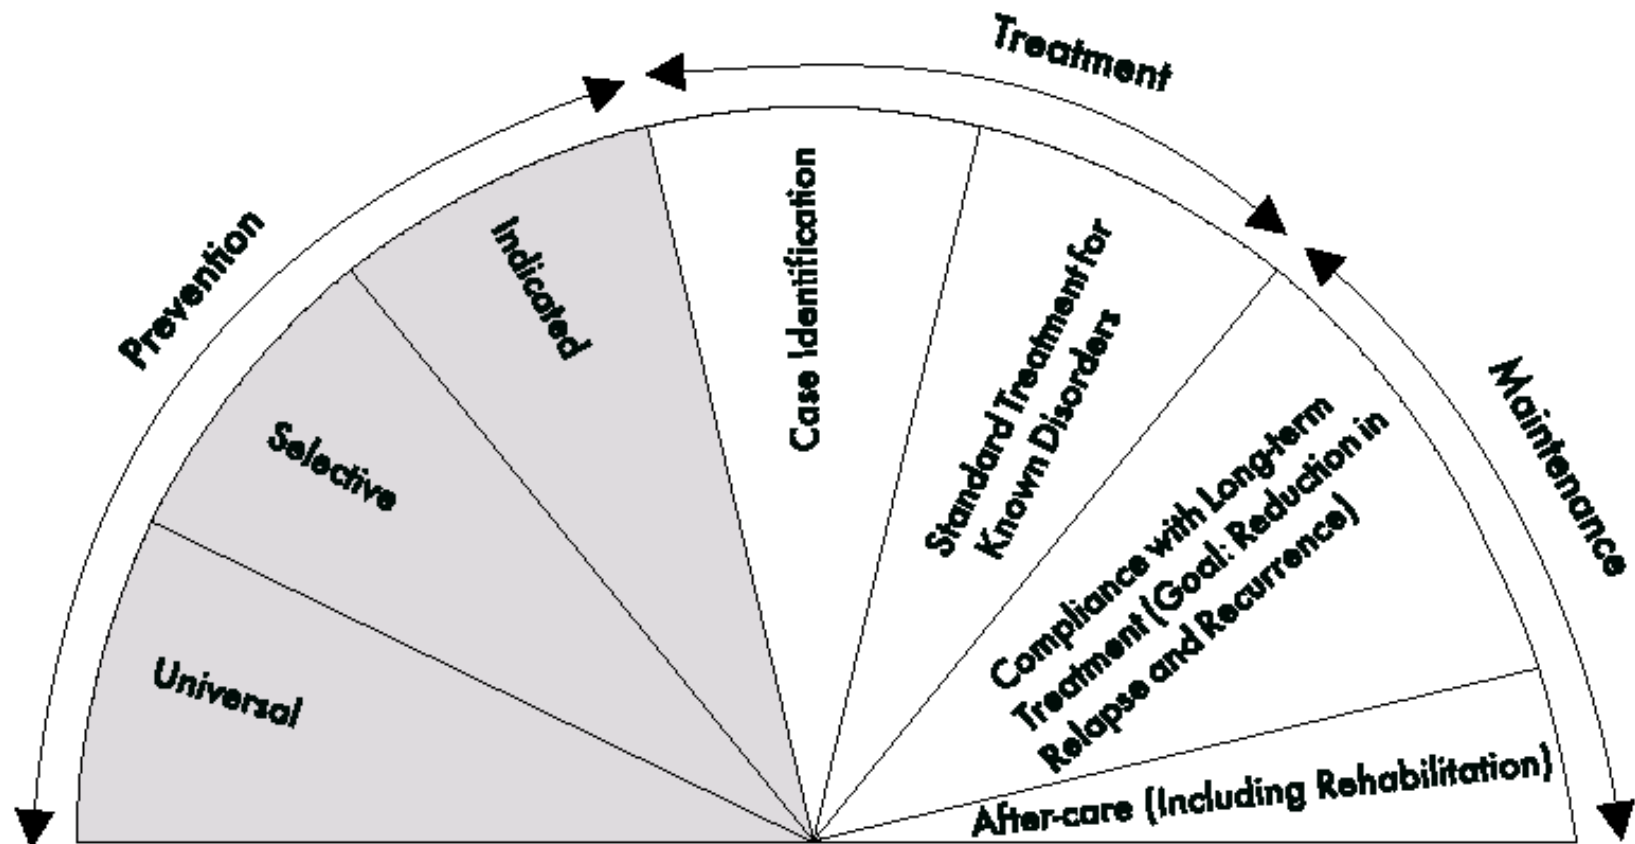 Prevention
Treatment
Maintenance
Universal
Selective
Indicated
Case Identification
Standard Treatment for
Known Disorders
Compliance with Long-term
Treatment (Goal: Reduction in
Relapse and Recurrence)
After-care (Including Rehabilitation)